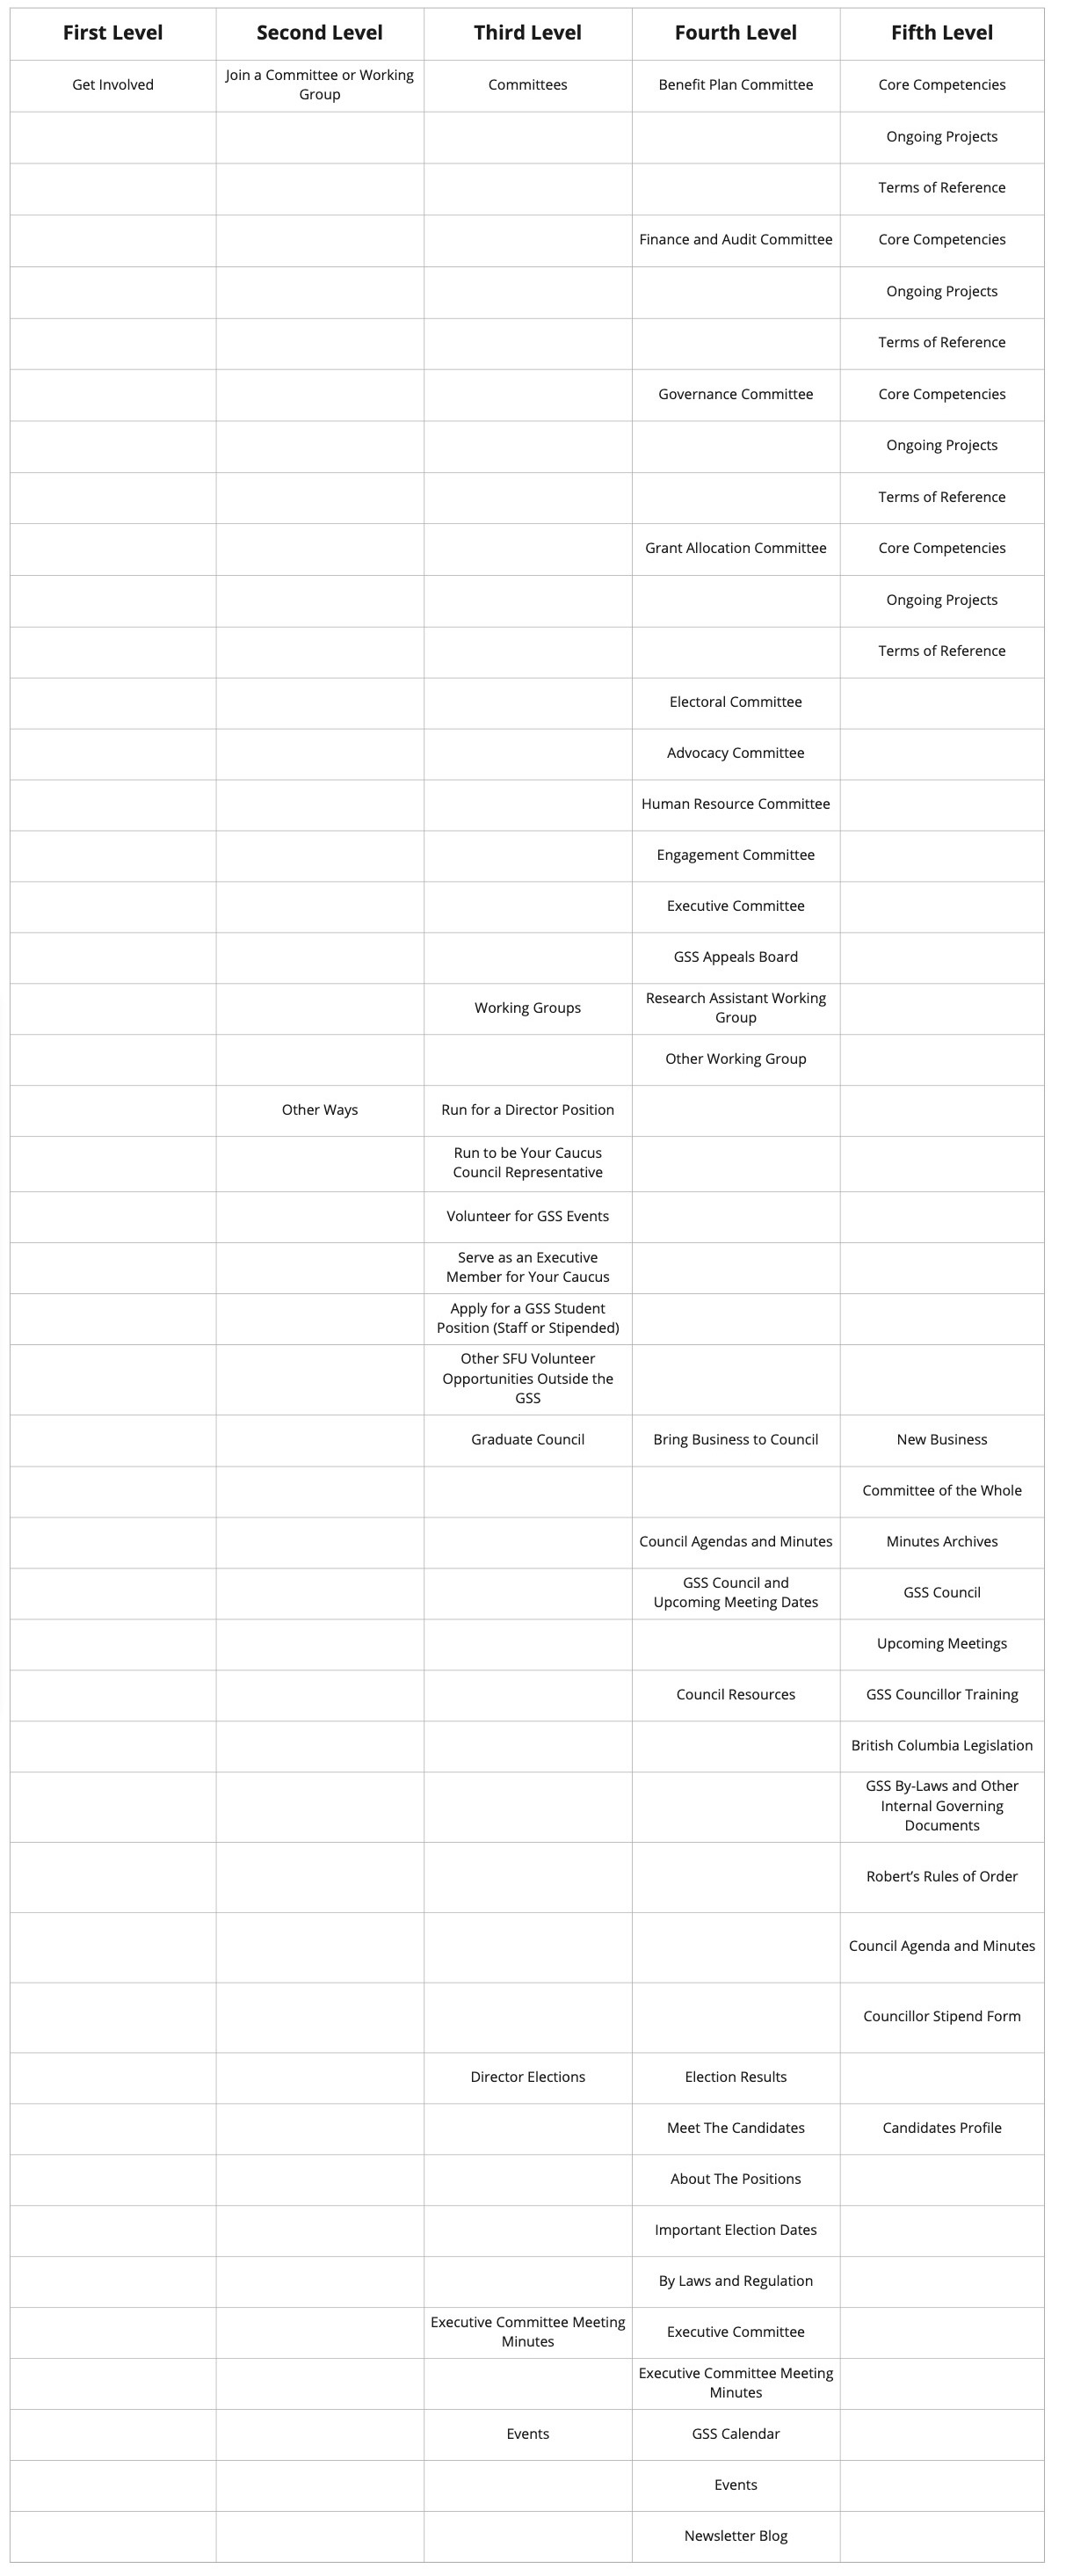 First Level Second Level Third Level Fourth Level Fifth Level
Get Involved Join a Committee or Working Group Committees Benefit Plan Committee Core Competencies
Ongoing Projects
Terms of Reference
Finance and Audit Committee Core Competencies
Ongoing Projects
Terms of Reference
Governance Committee Core Competencies
Ongoing Projects
Terms of Reference
Grant Allocation Committee Core Competencies
Ongoing Projects
Terms of Reference
Electoral Committee
Advocacy Committee
Human Resource Committee
Engagement Committee
Executive Committee
GSS Appeals Board
Working Groups Research Assistant Working Group
Other Working Group
Other Ways Run for a Director Position
Run to be Your Caucus
Council Representative
Volunteer for GSS Events
Serve as an Executive
Member for Your Caucus
Apply for a GSS Student
Position (Staff or Stipended)
Other SFU Volunteer
Opportunities Outside the
GSS
Graduate Council Bring Business to Council New Business
Committee of the Whole
Council Agendas and Minutes Minutes Archives
GSS Council and Upcoming Meeting Dates GSS Council
Upcoming Meetings
Council Resources GSS Councillor Training
British Columbia Legislation
GSS By-Laws and Other
Internal Governing
Documents
Robert’s Rules of Order
Council Agenda and Minutes
Councillor Stipend Form
Director Elections Election Results
Meet The Candidates Candidates Profile
About The Positions
Important Election Dates
By Laws and Regulation
Executive Committee Meeting Minutes Executive Committee
Executive Committee Meeting
Minutes
Events GSS Calendar
Events
Newsletter Blog